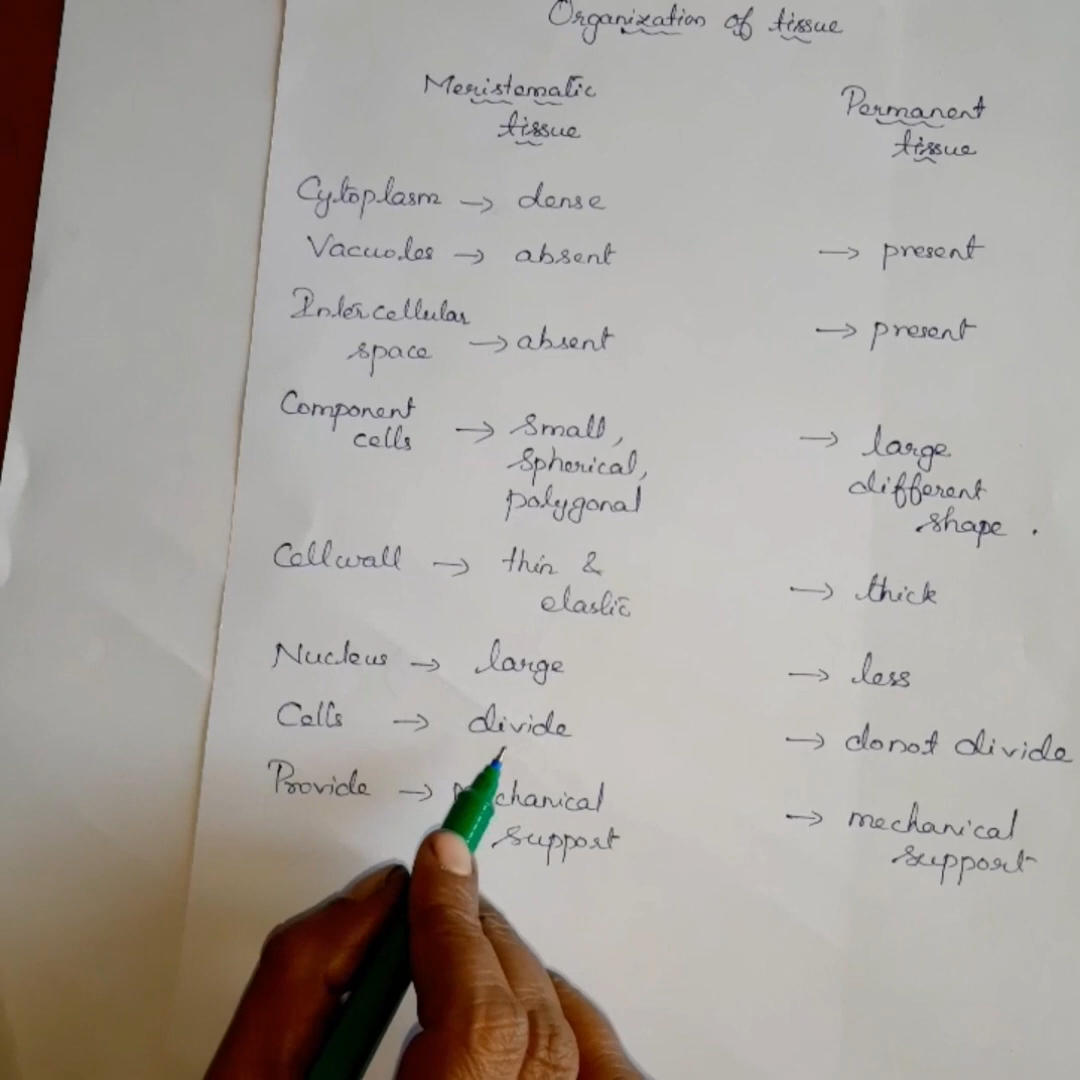 Organization of tissue
Meristematic
tissue
Permanent
tissue
Cytoplasm → dense
Vacuoles → absent → present
Intercellular
space → absent → present
Component
cells → small,
spherical,
polygonal
→ large
different
shape.
Cellwall → thin &
elastic
→ thick
Nucleus → large → less
Cells → divide → donot divide
Provide → chanical
support
→ mechanical
support